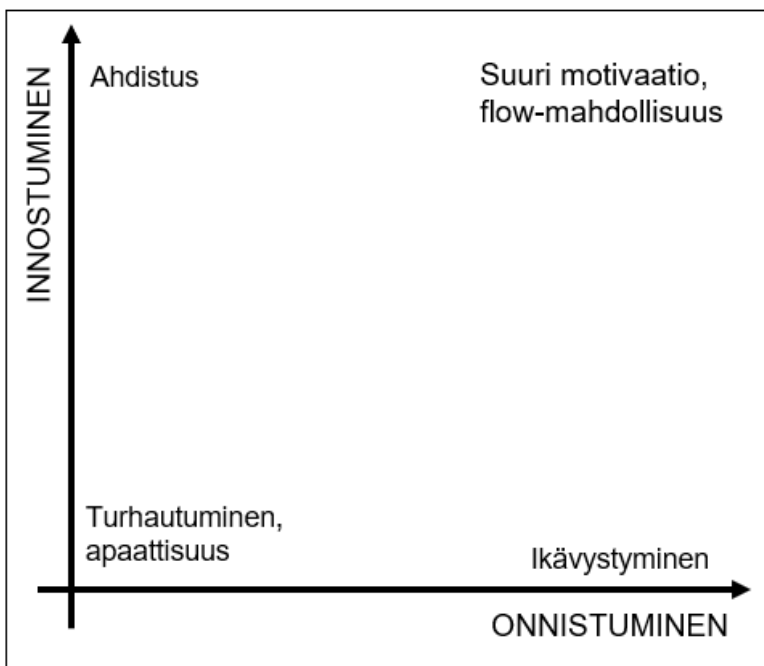 INNOSTUMINEN
Ahdistus
Suuri motivaatio,
flow-mahdollisuus
Turhautuminen,
apaattisuus
Ikävystyminen
ONNISTUMINEN